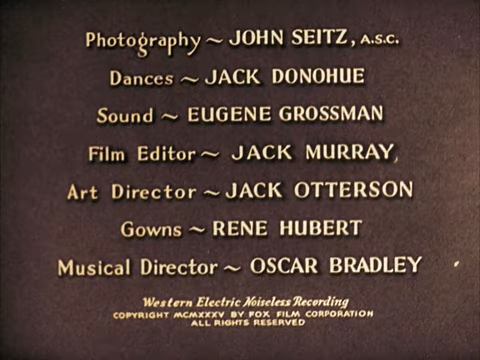 Photography ~ JOHN SEITZ, A.S.C.
Dances ~ JACK DONOHUE
Sound ~ EUGENE GROSSMAN
Film Editor ~ JACK MURRAY
Art Director ~ JACK OTTERSON
Gowns ~ RENE HUBERT
Musical Director ~ OSCAR BRADLEY
Western Electric Noiseless Recording
COPYRIGHT MCMXXXV BY FOX FILM CORPORATION
ALL RIGHTS RESERVED